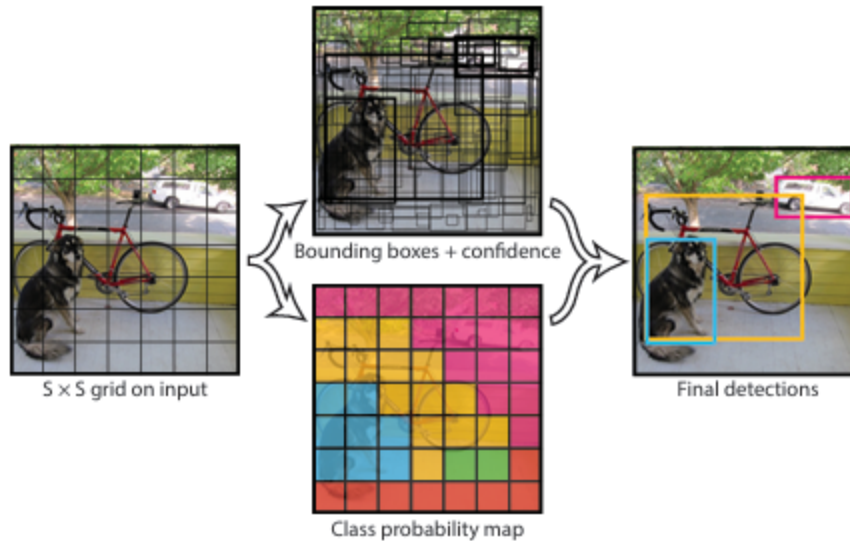 Bounding boxes + confidence
S × S grid on input
Final detections
Class probability map